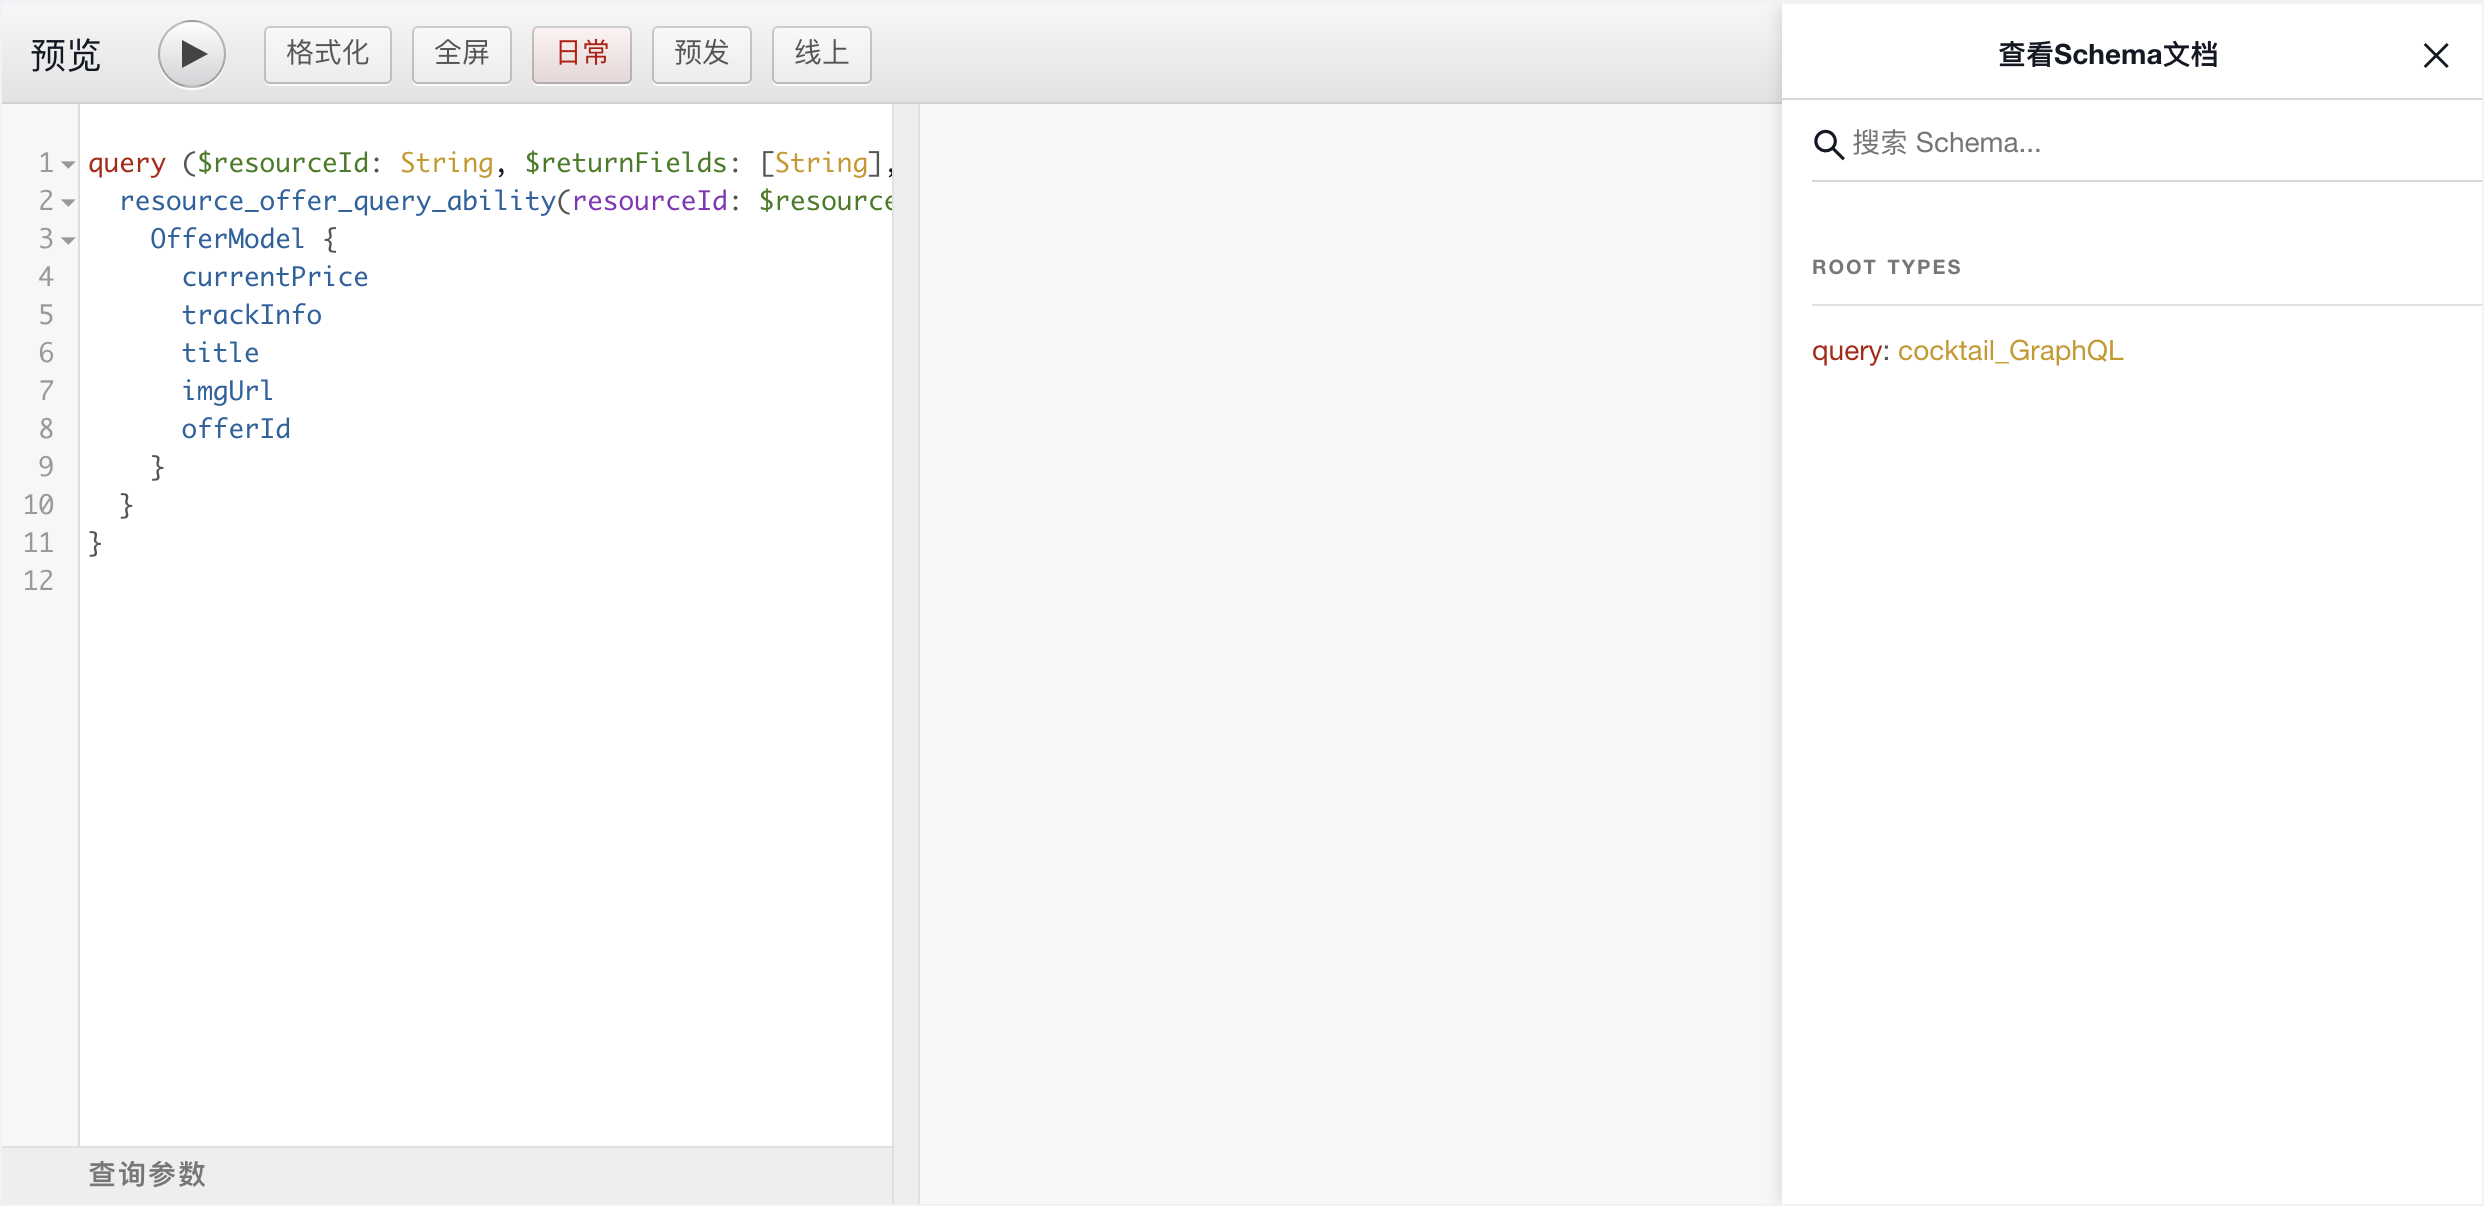 预览 格式化 全屏 日常 预发 线上
1 query ($resourceId: String, $returnFields: [String],
2 resource_offer_query_ability(resourceId: $resource
3 OfferModel {
4 currentPrice
5 trackInfo
6 title
7 imgUrl
8 offerId
9 }
10 }
11 }
12
查询参数
查看Schema文档
搜索 Schema...
ROOT TYPES
query: cocktail_GraphQL